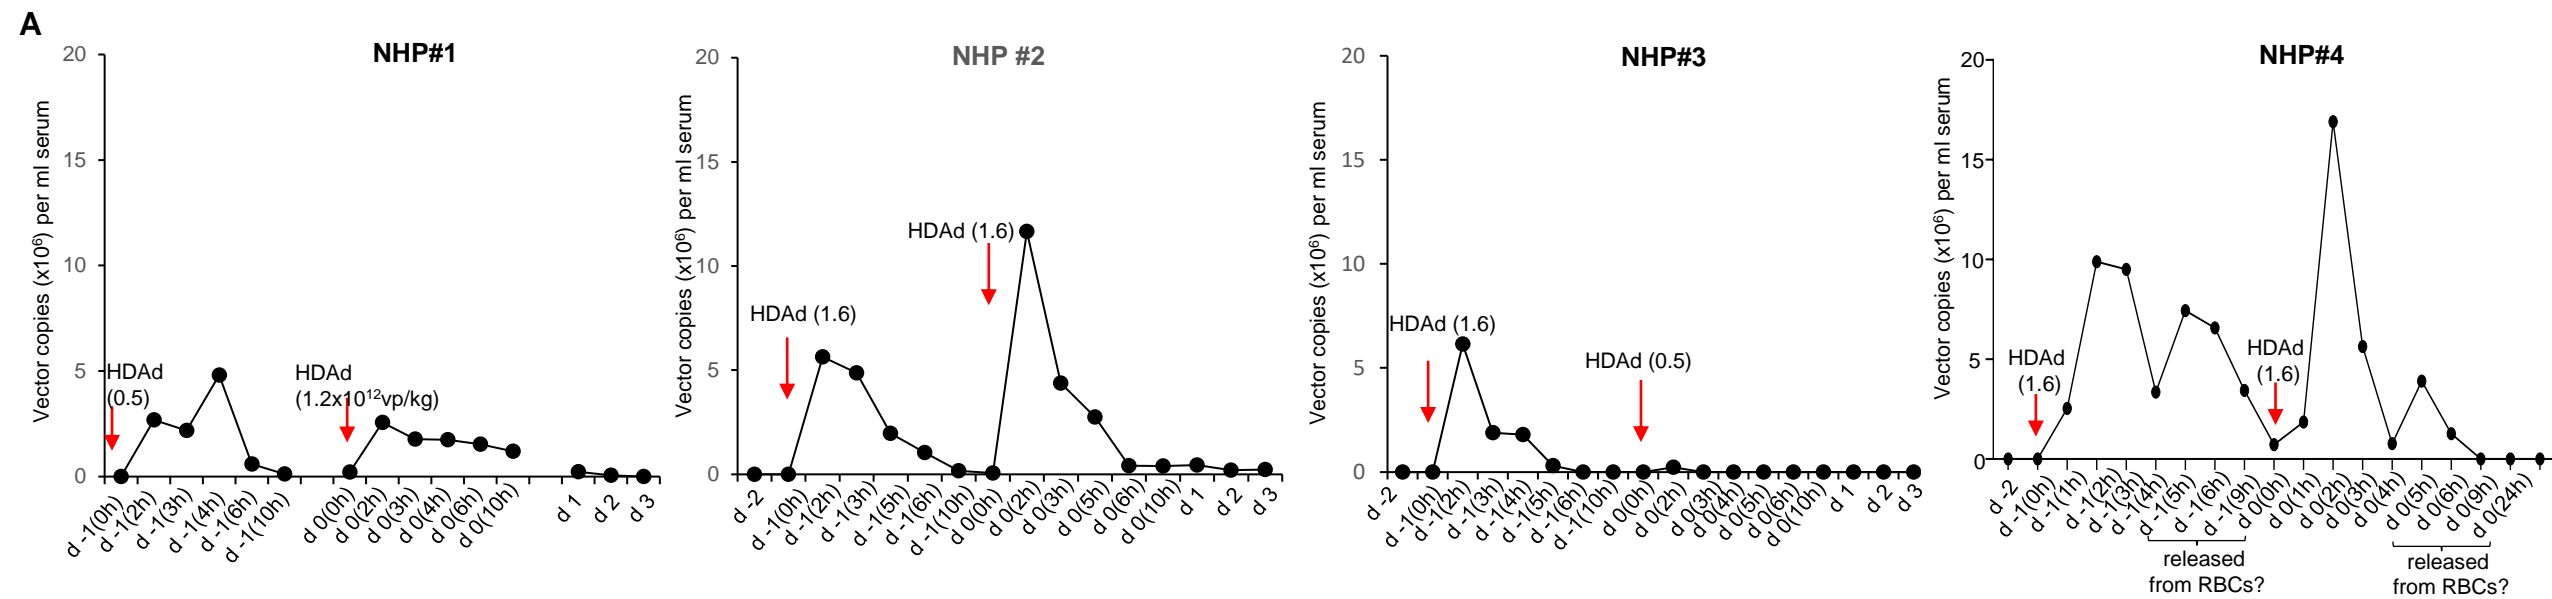 A
NHP#1
Vector copies (x10⁶) per ml serum
20
15
10
5
0
HDAd
(0.5)
HDAd
(1.2x10¹²vp/kg)
d -1(0h)
d -1(2h)
d -1(3h)
d -1(4h)
d -1(6h)
d -1(10h)
d 0(0h)
d 0(2h)
d 0(3h)
d 0(4h)
d 0(6h)
d 0(10h)
d 1
d 2
d 3
NHP #2
Vector copies (x10⁶) per ml serum
20
15
10
5
0
HDAd (1.6)
HDAd (1.6)
d -2
d -1(0h)
d -1(2h)
d -1(3h)
d -1(5h)
d -1(6h)
d -1(10h)
d 0(0h)
d 0(2h)
d 0(3h)
d 0(5h)
d 0(6h)
d 0(10h)
d 1
d 2
d 3
NHP#3
Vector copies (x10⁶) per ml serum
20
15
10
5
0
HDAd (1.6)
HDAd (0.5)
d -2
d -1(0h)
d -1(2h)
d -1(3h)
d -1(4h)
d -1(5h)
d -1(6h)
d -1(10h)
d 0(0h)
d 0(2h)
d 0(3h)
d 0(4h)
d 0(5h)
d 0(6h)
d 0(10h)
d 1
d 2
d 3
NHP#4
Vector copies (x10⁶) per ml serum
20
15
10
5
0
HDAd
(1.6)
HDAd
(1.6)
d -2
d -1(0h)
d -1(1h)
d -1(2h)
d -1(3h)
d -1(4h)
d -1(5h)
d -1(6h)
d -1(9h)
d 0(0h)
d 0(1h)
d 0(2h)
d 0(3h)
d 0(4h)
d 0(5h)
d 0(6h)
d 0(9h)
d 0(24h)
released
from RBCs?
released
from RBCs?